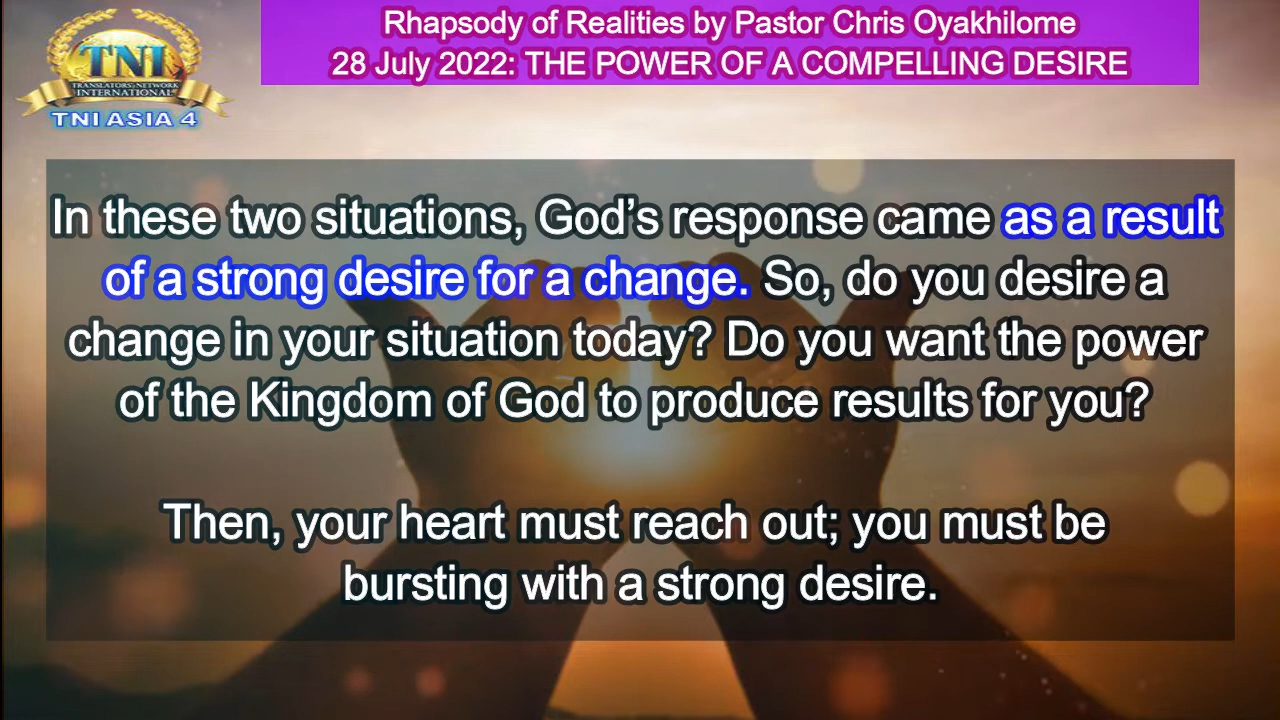 Rhapsody of Realities by Pastor Chris Oyakhilome
28 July 2022: THE POWER OF A COMPELLING DESIRE
TNI
TRANSLATORS NETWORK
INTERNATIONAL
TNI ASIA 4
In these two situations, God’s response came as a result
of a strong desire for a change. So, do you desire a
change in your situation today? Do you want the power
of the Kingdom of God to produce results for you?
Then, your heart must reach out; you must be
bursting with a strong desire.